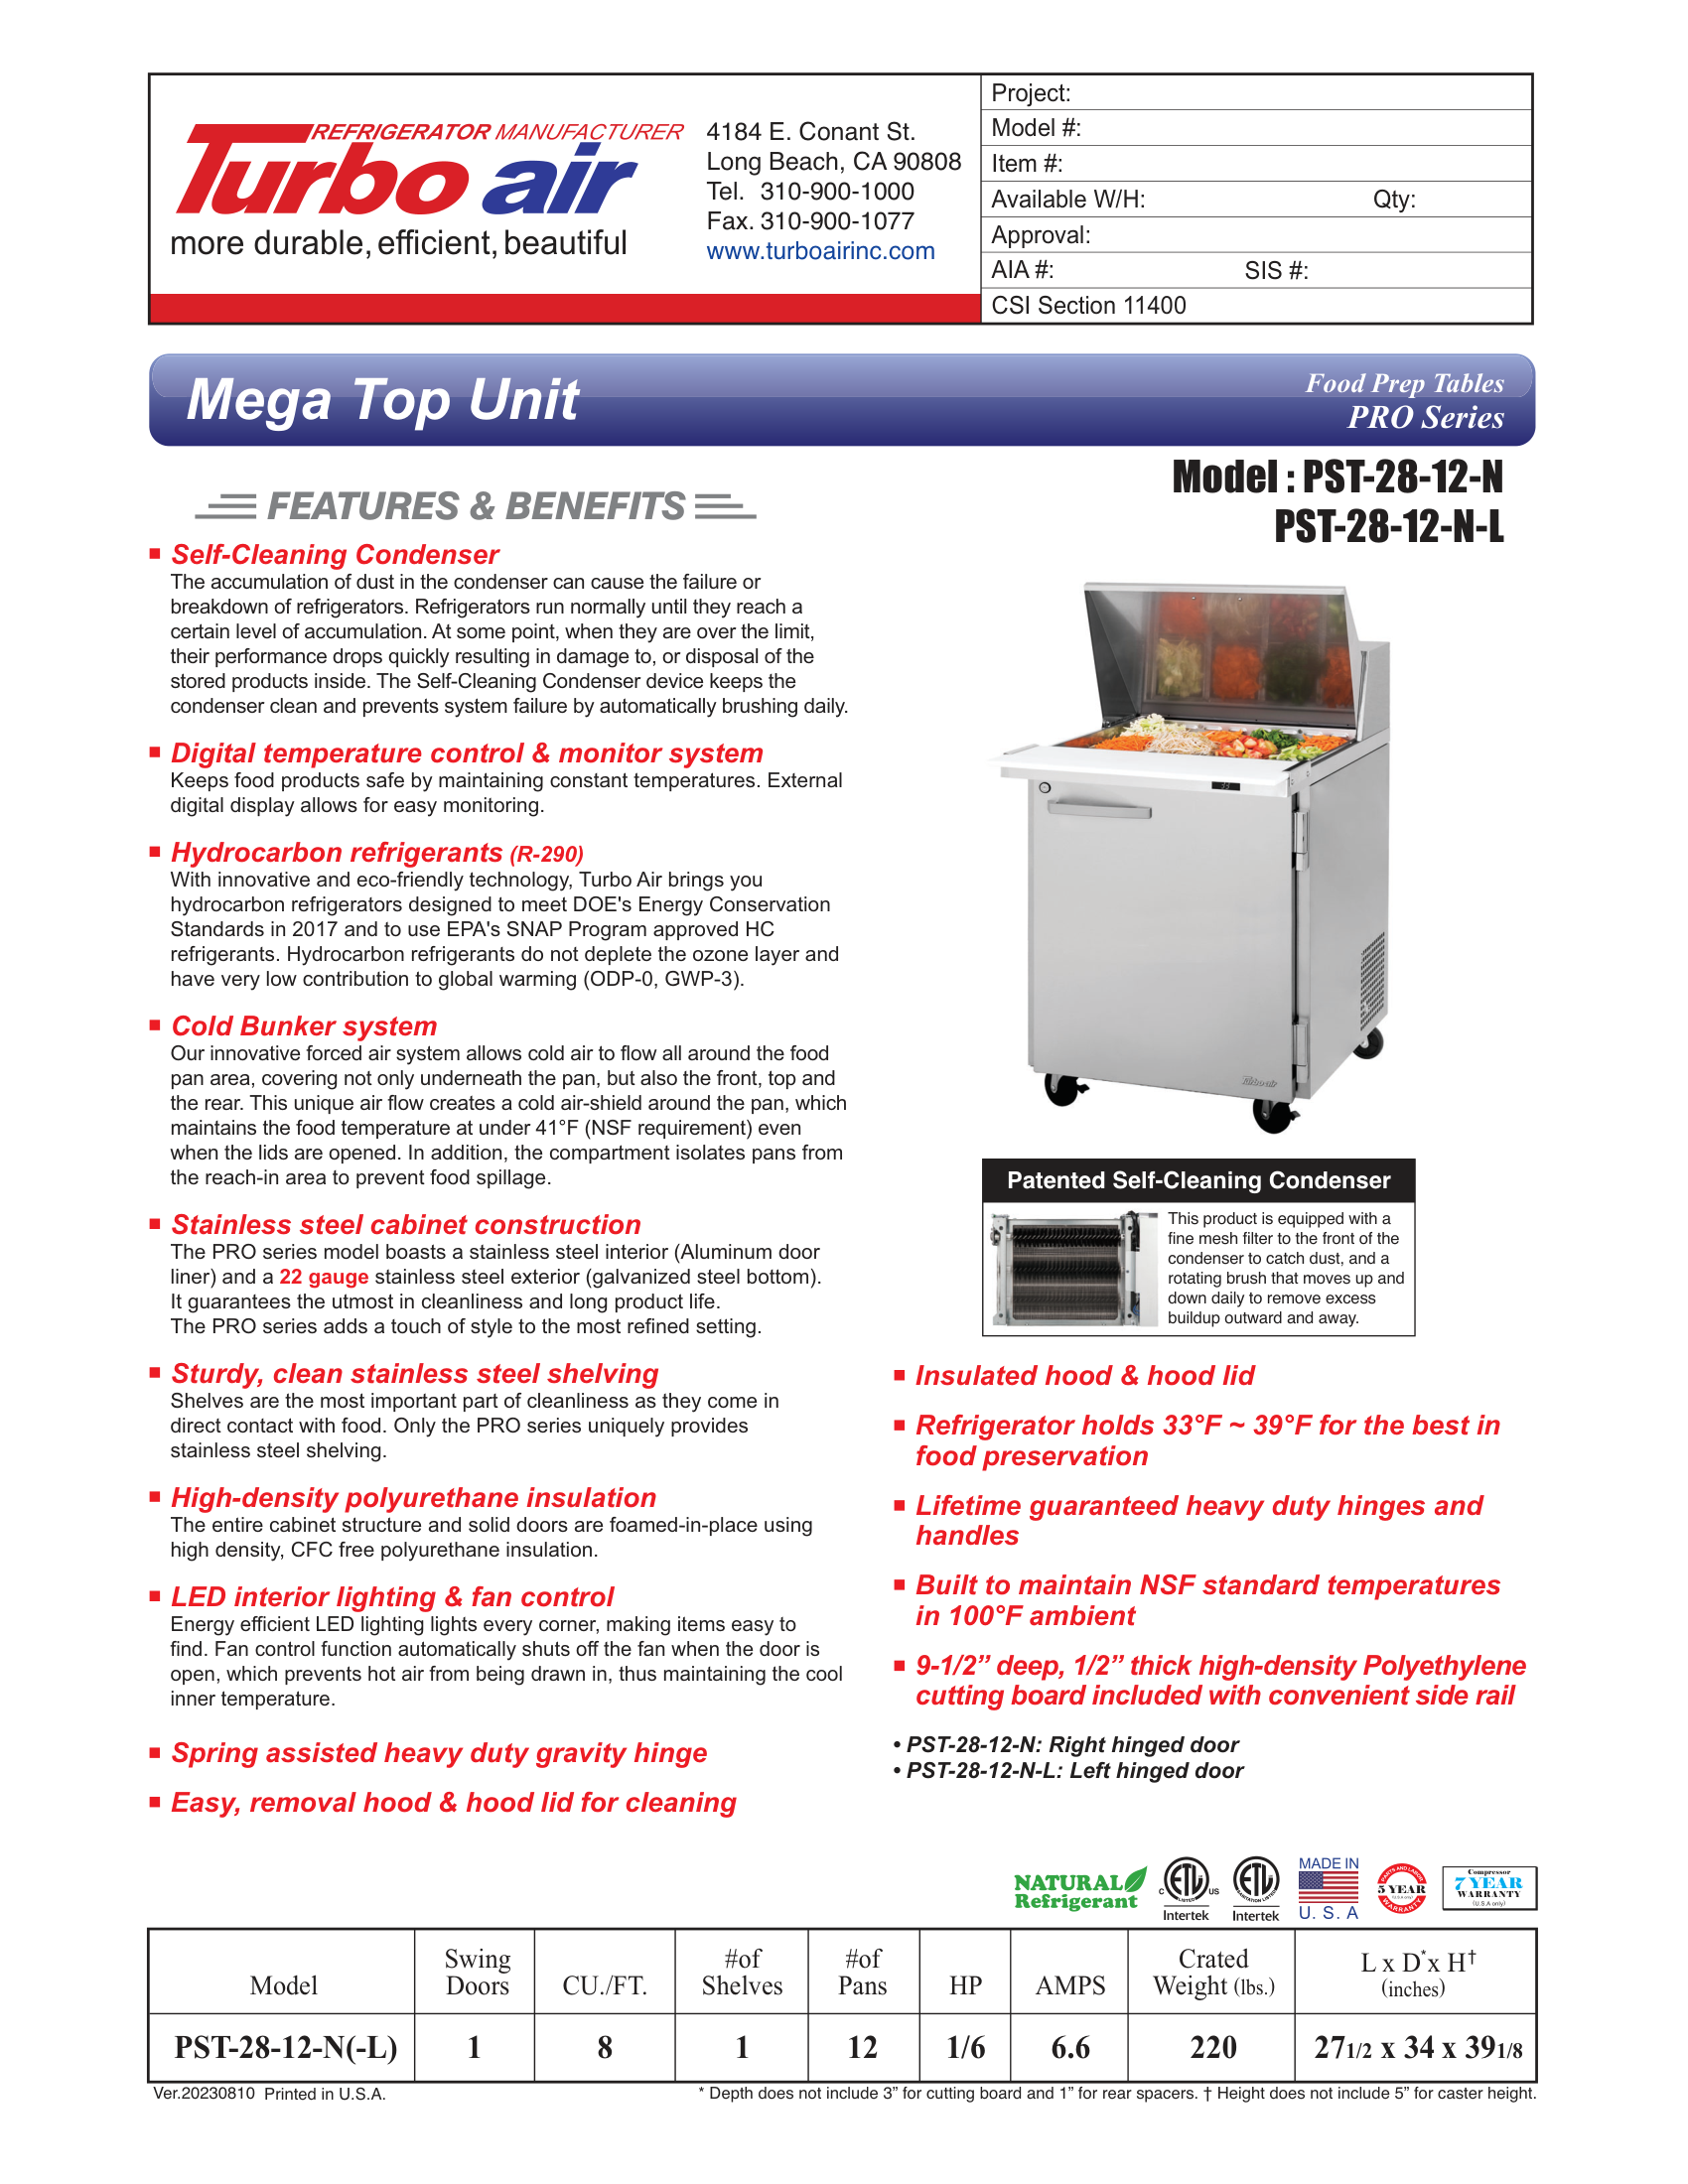 REFRIGERATOR MANUFACTURER
Turbo air
more durable, efficient, beautiful
4184 E. Conant St.
Long Beach, CA 90808
Tel. 310-900-1000
Fax. 310-900-1077
www.turboairinc.com
Project:
Model #:
Item #:
Available W/H: Qty:
Approval:
AIA #: SIS #:
CSI Section 11400
Mega Top Unit
Food Prep Tables
PRO Series
Model : PST-28-12-N
PST-28-12-N-L
FEATURES & BENEFITS
Self-Cleaning Condenser
The accumulation of dust in the condenser can cause the failure or
breakdown of refrigerators. Refrigerators run normally until they reach a
certain level of accumulation. At some point, when they are over the limit,
their performance drops quickly resulting in damage to, or disposal of the
stored products inside. The Self-Cleaning Condenser device keeps the
condenser clean and prevents system failure by automatically brushing daily.
Digital temperature control & monitor system
Keeps food products safe by maintaining constant temperatures. External
digital display allows for easy monitoring.
Hydrocarbon refrigerants (R-290)
With innovative and eco-friendly technology, Turbo Air brings you
hydrocarbon refrigerators designed to meet DOE's Energy Conservation
Standards in 2017 and to use EPA's SNAP Program approved HC
refrigerants. Hydrocarbon refrigerants do not deplete the ozone layer and
have very low contribution to global warming (ODP-0, GWP-3).
Cold Bunker system
Our innovative forced air system allows cold air to flow all around the food
pan area, covering not only underneath the pan, but also the front, top and
the rear. This unique air flow creates a cold air-shield around the pan, which
maintains the food temperature at under 41°F (NSF requirement) even
when the lids are opened. In addition, the compartment isolates pans from
the reach-in area to prevent food spillage.
Stainless steel cabinet construction
The PRO series model boasts a stainless steel interior (Aluminum door
liner) and a 22 gauge stainless steel exterior (galvanized steel bottom).
It guarantees the utmost in cleanliness and long product life.
The PRO series adds a touch of style to the most refined setting.
Sturdy, clean stainless steel shelving
Shelves are the most important part of cleanliness as they come in
direct contact with food. Only the PRO series uniquely provides
stainless steel shelving.
High-density polyurethane insulation
The entire cabinet structure and solid doors are foamed-in-place using
high density, CFC free polyurethane insulation.
LED interior lighting & fan control
Energy efficient LED lighting lights every corner, making items easy to
find. Fan control function automatically shuts off the fan when the door is
open, which prevents hot air from being drawn in, thus maintaining the cool
inner temperature.
Spring assisted heavy duty gravity hinge
Easy, removal hood & hood lid for cleaning
33
Turbo air
Patented Self-Cleaning Condenser
This product is equipped with a
fine mesh filter to the front of the
condenser to catch dust, and a
rotating brush that moves up and
down daily to remove excess
buildup outward and away.
Insulated hood & hood lid
Refrigerator holds 33°F ~ 39°F for the best in
food preservation
Lifetime guaranteed heavy duty hinges and
handles
Built to maintain NSF standard temperatures
in 100°F ambient
9-1/2” deep, 1/2” thick high-density Polyethylene
cutting board included with convenient side rail
• PST-28-12-N: Right hinged door
• PST-28-12-N-L: Left hinged door
NATURAL
Refrigerant
C ETL US
LISTED
Intertek
ETL
SANITATION LISTED
Intertek
MADE IN
U. S. A
PARTS AND LABOR
5 YEAR
WARRANTY
Compressor
7 YEAR
WARRANTY
(U.S.A only)
Model Swing Doors CU./FT. #of Shelves #of Pans HP AMPS Crated Weight (lbs.) L x D* x H† (inches)
PST-28-12-N(-L) 1 8 1 12 1/6 6.6 220 271/2 x 34 x 391/8
Ver.20230810 Printed in U.S.A.
* Depth does not include 3” for cutting board and 1” for rear spacers. † Height does not include 5” for caster height.